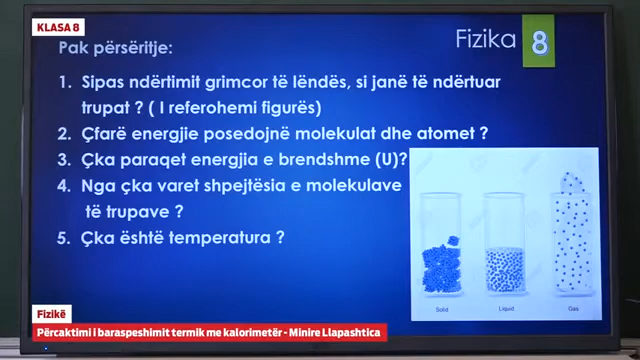 KLASA 8
Pak përsëritje:
Fizika 8
1. Sipas ndërtimit grimcor të lëndës, si janë të ndërtuar
trupat ? ( I referohemi figurës)
2. Çfarë energjie posedojnë molekulat dhe atomet ?
3. Çka paraqet energjia e brendshme (U)?
4. Nga çka varet shpejtësia e molekulave
të trupave ?
5. Çka është temperatura ?
Solid
Liquid
Gas
Fizikë
Përcaktimi i baraspeshimit termik me kalorimetër - Minire Llapashtica